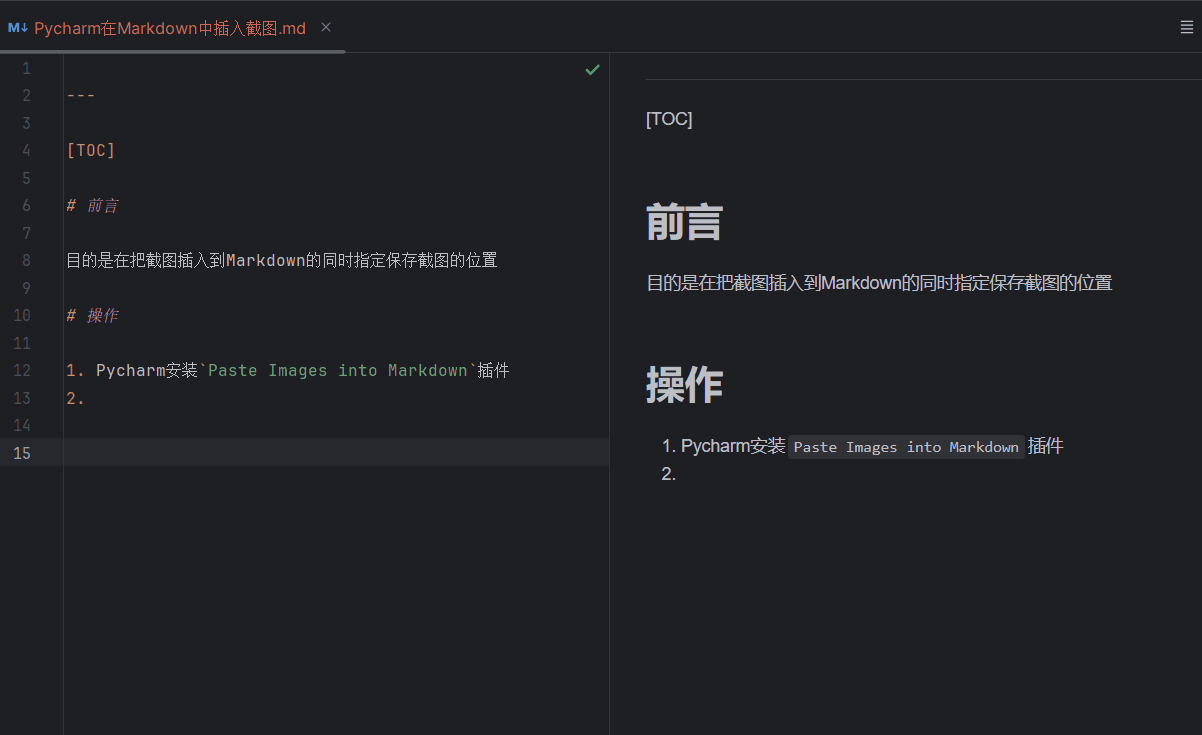 M↓ Pycharm在Markdown中插入截图.md ×
1
2 ---
3
4 [TOC]
5
6 # 前言
7
8 目的是在把截图插入到Markdown的同时指定保存截图的位置
9
10 # 操作
11
12 1. Pycharm安装`Paste Images into Markdown`插件
13 2.
14
15
[TOC]
前言
目的是在把截图插入到Markdown的同时指定保存截图的位置
操作
1. Pycharm安装 Paste Images into Markdown 插件
2.